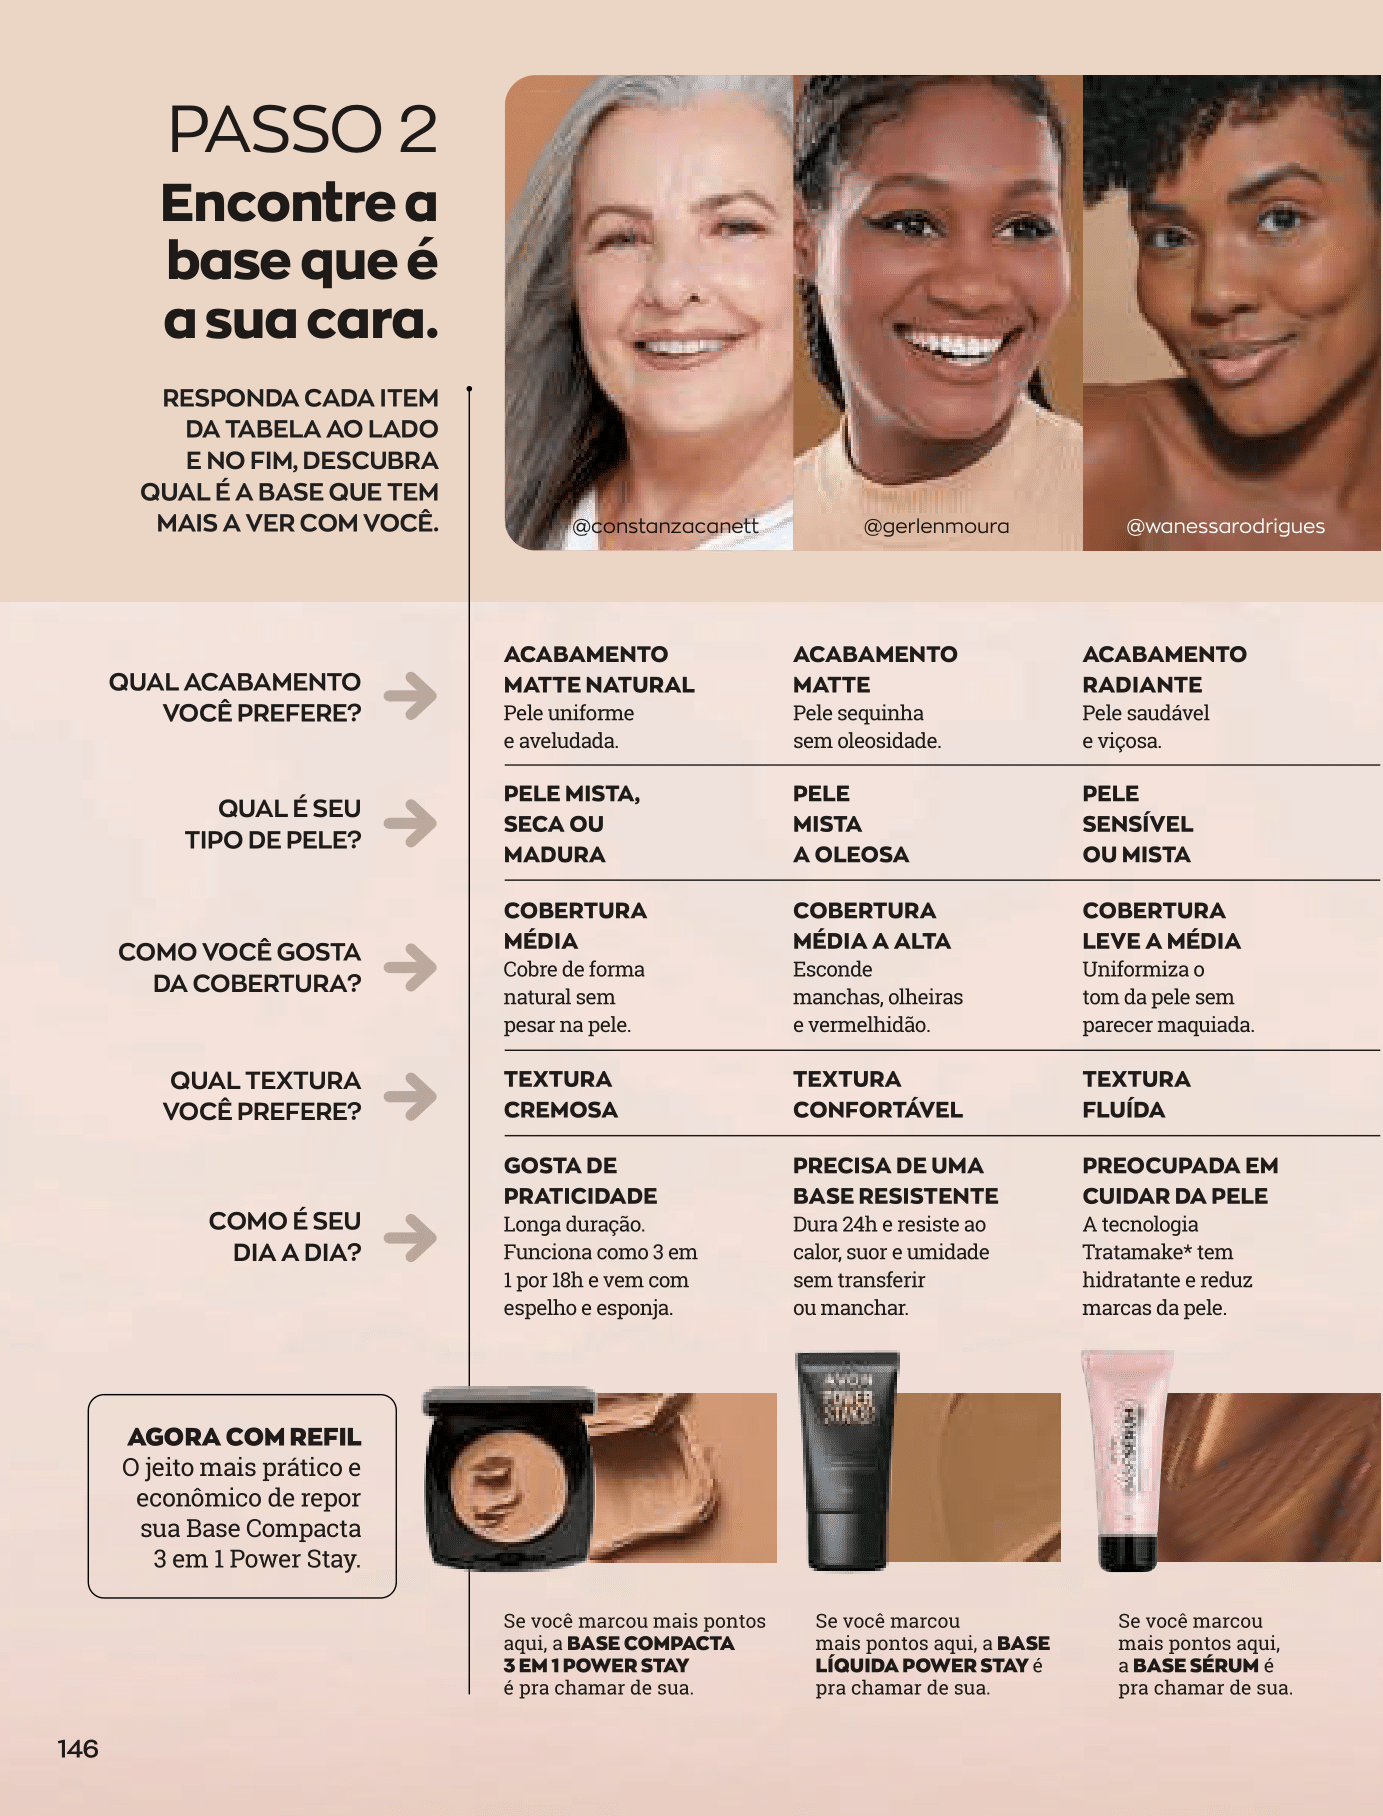 PASSO 2
Encontre a
base que é
a sua cara.
RESPONDA CADA ITEM
DA TABELA AO LADO
E NO FIM, DESCUBRA
QUAL É A BASE QUE TEM
MAIS A VER COM VOCÊ.
@constanzacanett
@gerlenmoura
@wanessarodrigues
QUAL ACABAMENTO
VOCÊ PREFERE?
ACABAMENTO
MATTE NATURAL
Pele uniforme
e aveludada.
ACABAMENTO
MATTE
Pele sequinha
sem oleosidade.
ACABAMENTO
RADIANTE
Pele saudável
e viçosa.
QUAL É SEU
TIPO DE PELE?
PELE MISTA,
SECA OU
MADURA
PELE
MISTA
A OLEOSA
PELE
SENSÍVEL
OU MISTA
COMO VOCÊ GOSTA
DA COBERTURA?
COBERTURA
MÉDIA
Cobre de forma
natural sem
pesar na pele.
COBERTURA
MÉDIA A ALTA
Esconde
manchas, olheiras
e vermelhidão.
COBERTURA
LEVE A MÉDIA
Uniformiza o
tom da pele sem
parecer maquiada.
QUAL TEXTURA
VOCÊ PREFERE?
TEXTURA
CREMOSA
TEXTURA
CONFORTÁVEL
TEXTURA
FLUÍDA
COMO É SEU
DIA A DIA?
GOSTA DE
PRATICIDADE
Longa duração.
Funciona como 3 em
1 por 18h e vem com
espelho e esponja.
PRECISA DE UMA
BASE RESISTENTE
Dura 24h e resiste ao
calor, suor e umidade
sem transferir
ou manchar.
PREOCUPADA EM
CUIDAR DA PELE
A tecnologia
Tratamake* tem
hidratante e reduz
marcas da pele.
AGORA COM REFIL
O jeito mais prático e
econômico de repor
sua Base Compacta
3 em 1 Power Stay.
AVON
POWER
STAY
BASE SÉRUM
Se você marcou mais pontos
aqui, a BASE COMPACTA
3 EM 1 POWER STAY
é pra chamar de sua.
Se você marcou
mais pontos aqui, a BASE
LÍQUIDA POWER STAY é
pra chamar de sua.
Se você marcou
mais pontos aqui,
a BASE SÉRUM é
pra chamar de sua.
146